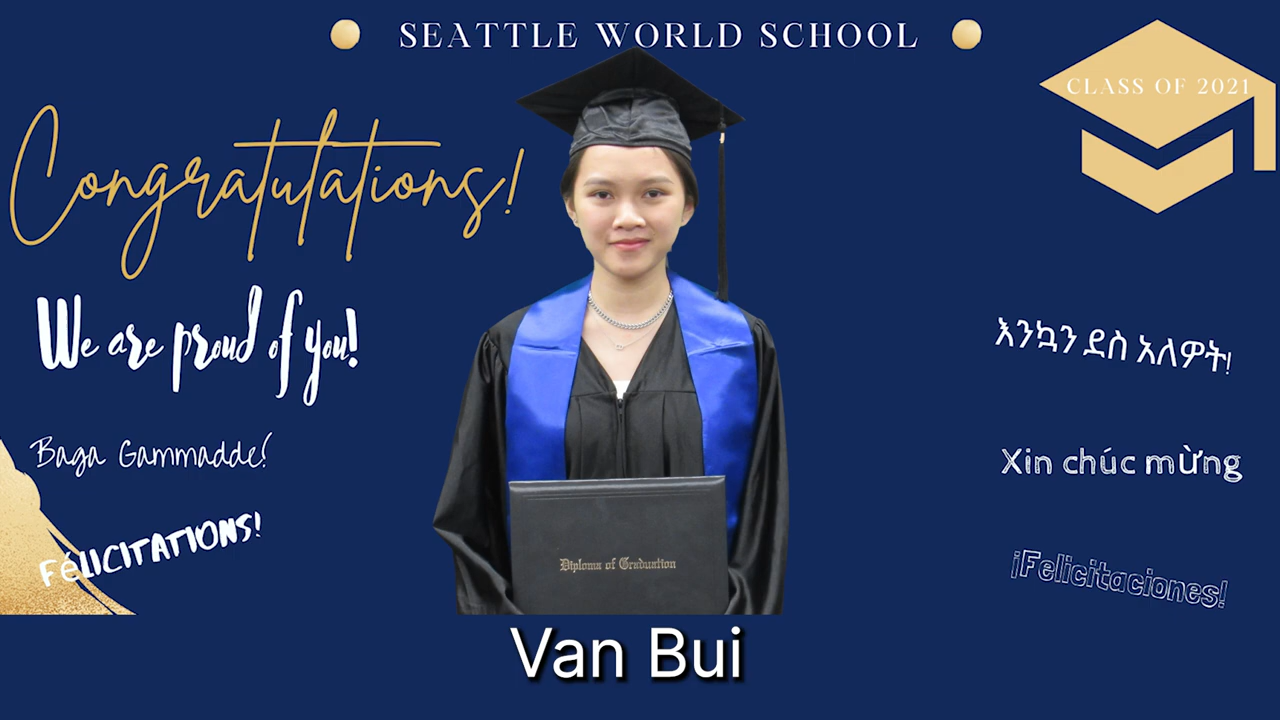 SEATTLE WORLD SCHOOL
CLASS OF 2021
Congratulations!
We are proud of you!
Baga Gammadde!
FéLICITATIONS!
እንኳን ደስ አለዎት!
Xin chúc mừng
¡Felicitaciones!
Diploma of Graduation
Van Bui